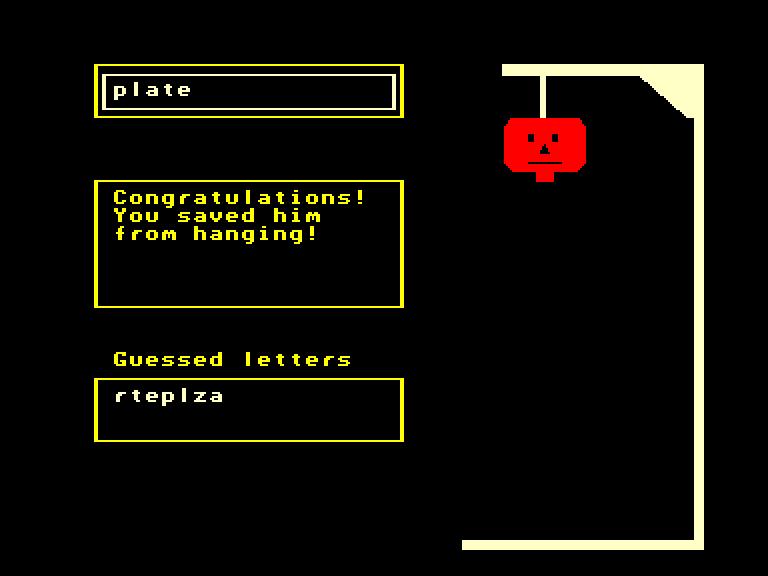 plate
Congratulations!
You saved him
from hanging!
Guessed letters
rteplza